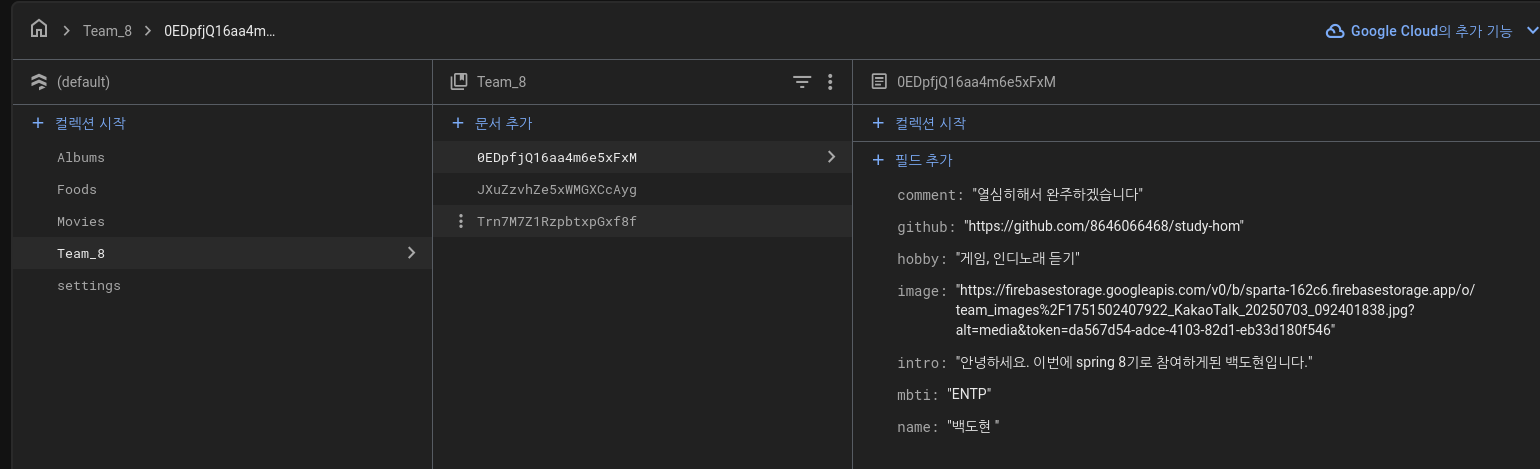 Team_8
0EDpfjQ16aa4m...
Google Cloud의 추가 기능
(default)
컬렉션 시작
Albums
Foods
Movies
Team_8
settings
Team_8
문서 추가
0EDpfjQ16aa4m6e5xFxM
JXuZzvhZe5xWMGXCcAyg
Trn7M7Z1RzpbtxpGxf8f
0EDpfjQ16aa4m6e5xFxM
컬렉션 시작
필드 추가
comment: "열심히해서 완주하겠습니다"
github: "https://github.com/8646066468/study-hom"
hobby: "게임, 인디노래 듣기"
image: "https://firebasestorage.googleapis.com/v0/b/sparta-162c6.firebasestorage.app/o/
team_images%2F1751502407922_KakaoTalk_20250703_092401838.jpg?
alt=media&token=da567d54-adce-4103-82d1-eb33d180f546"
intro: "안녕하세요. 이번에 spring 8기로 참여하게된 백도현입니다."
mbti: "ENTP"
name: "백도현 "